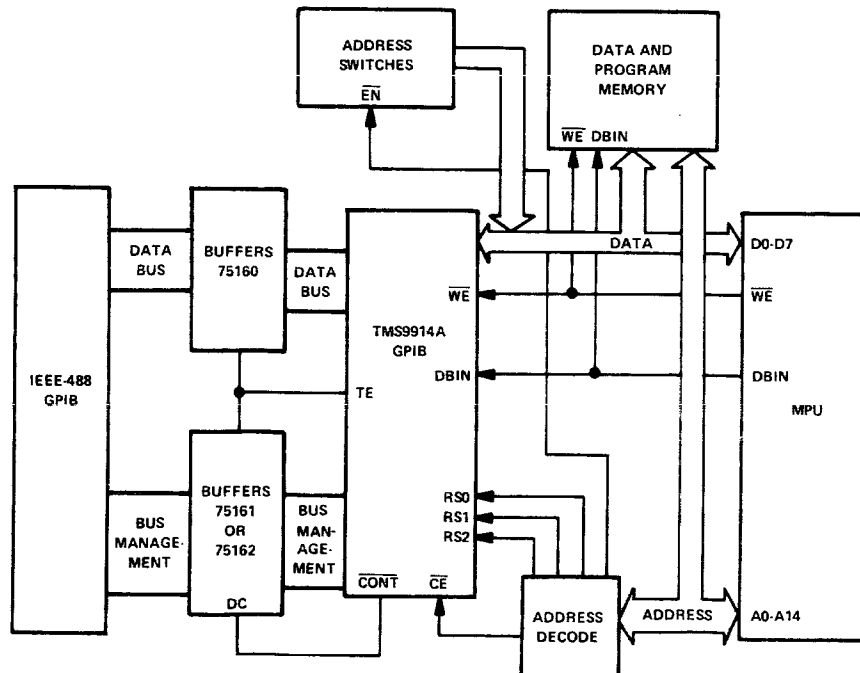 ADDRESS
SWITCHES
EN
DATA AND
PROGRAM
MEMORY
WE DBIN
IEEE-488
GPIB
DATA
BUS
BUFFERS
75160
DATA
BUS
TMS9914A
GPIB
WE
DBIN
TE
RS0
RS1
RS2
CONT
CE
DATA
D0-D7
WE
DBIN
MPU
A0-A14
BUS
MANAGE-
MENT
BUFFERS
75161
OR
75162
DC
BUS
MAN-
AGE-
MENT
ADDRESS
DECODE
ADDRESS